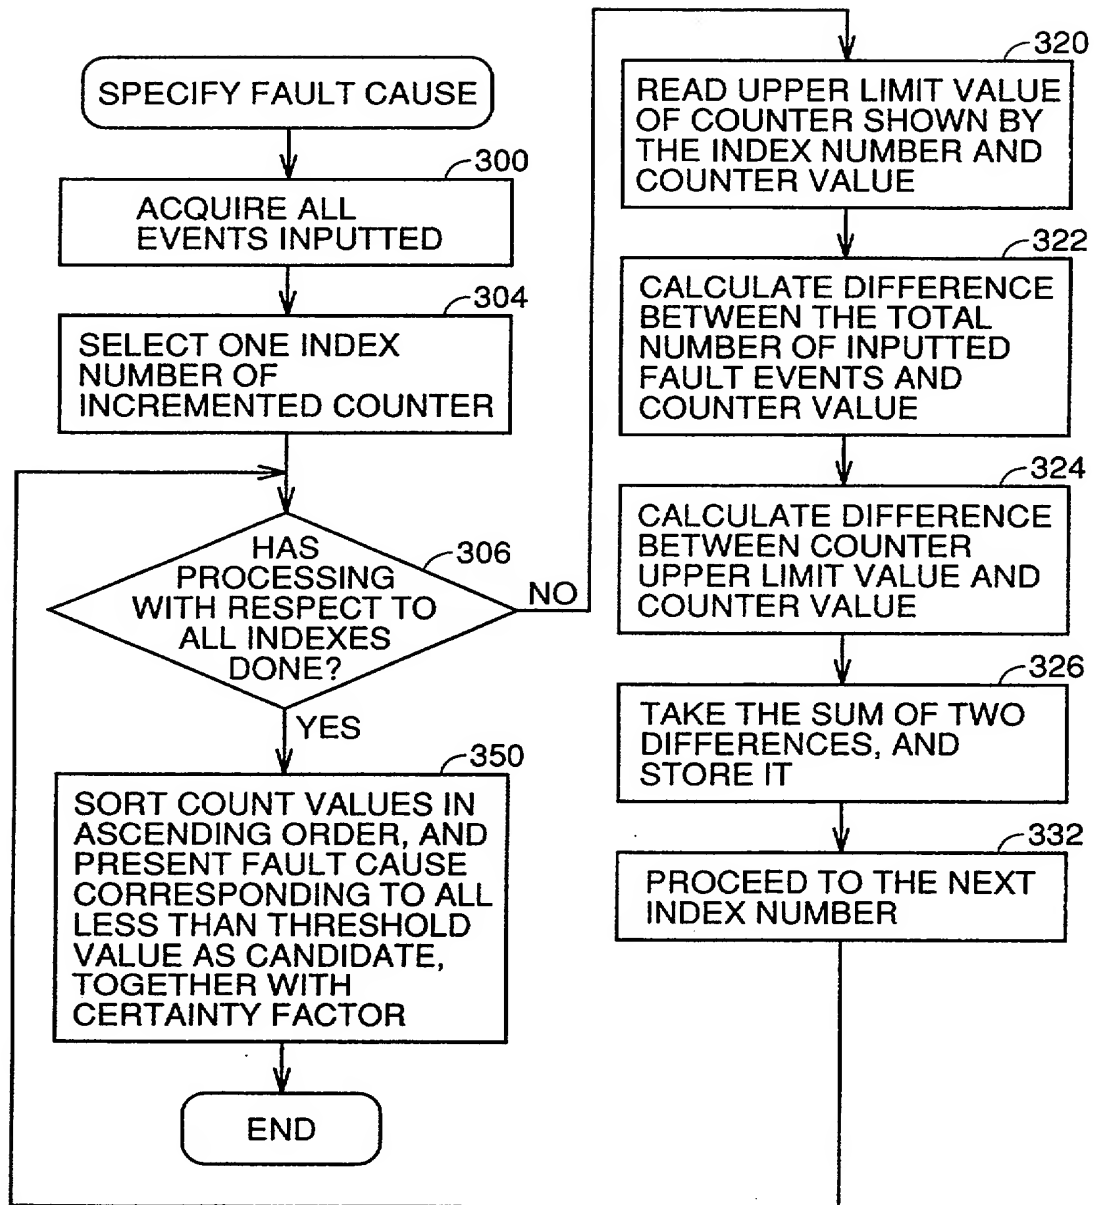 SPECIFY FAULT CAUSE
300
ACQUIRE ALL
EVENTS INPUTTED
304
SELECT ONE INDEX
NUMBER OF
INCREMENTED COUNTER
306
HAS
PROCESSING
WITH RESPECT TO
ALL INDEXES
DONE?
NO
YES
350
SORT COUNT VALUES IN
ASCENDING ORDER, AND
PRESENT FAULT CAUSE
CORRESPONDING TO ALL
LESS THAN THRESHOLD
VALUE AS CANDIDATE,
TOGETHER WITH
CERTAINTY FACTOR
END
320
READ UPPER LIMIT VALUE
OF COUNTER SHOWN BY
THE INDEX NUMBER AND
COUNTER VALUE
322
CALCULATE DIFFERENCE
BETWEEN THE TOTAL
NUMBER OF INPUTTED
FAULT EVENTS AND
COUNTER VALUE
324
CALCULATE DIFFERENCE
BETWEEN COUNTER
UPPER LIMIT VALUE AND
COUNTER VALUE
326
TAKE THE SUM OF TWO
DIFFERENCES, AND
STORE IT
332
PROCEED TO THE NEXT
INDEX NUMBER